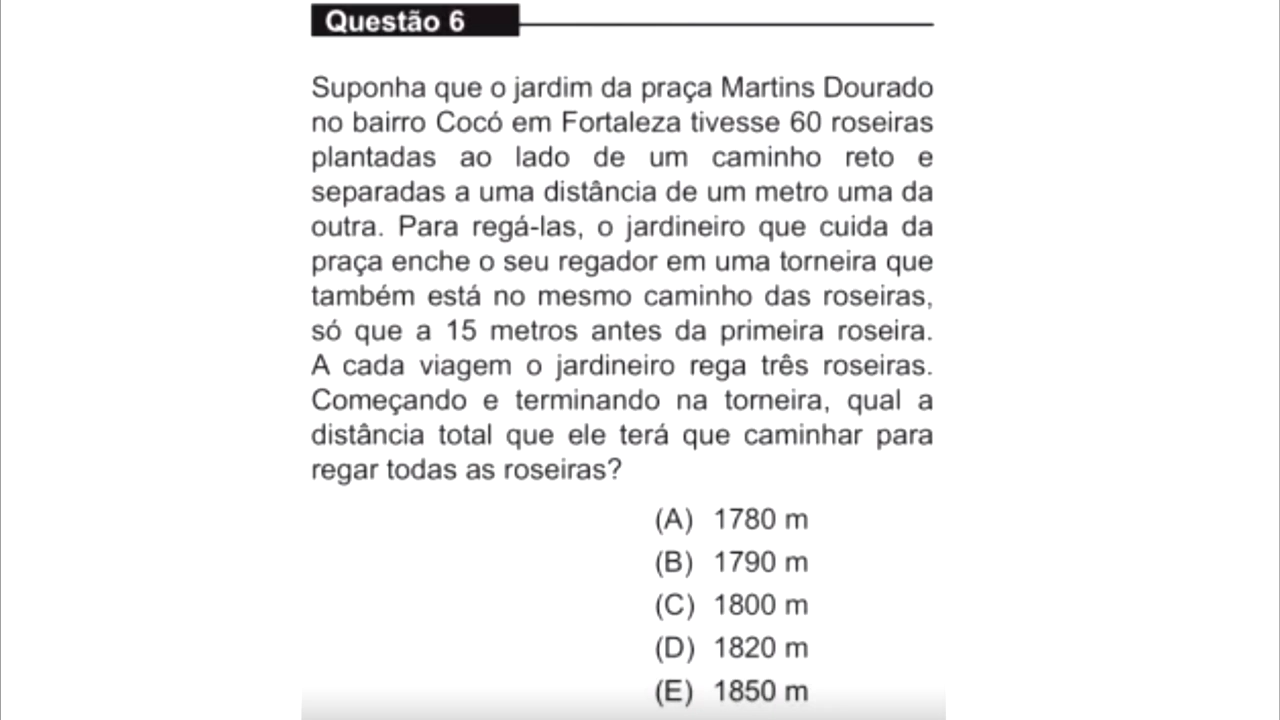 Questão 6
Suponha que o jardim da praça Martins Dourado
no bairro Cocó em Fortaleza tivesse 60 roseiras
plantadas ao lado de um caminho reto e
separadas a uma distância de um metro uma da
outra. Para regá-las, o jardineiro que cuida da
praça enche o seu regador em uma torneira que
também está no mesmo caminho das roseiras,
só que a 15 metros antes da primeira roseira.
A cada viagem o jardineiro rega três roseiras.
Começando e terminando na torneira, qual a
distância total que ele terá que caminhar para
regar todas as roseiras?
(A) 1780 m
(B) 1790 m
(C) 1800 m
(D) 1820 m
(E) 1850 m